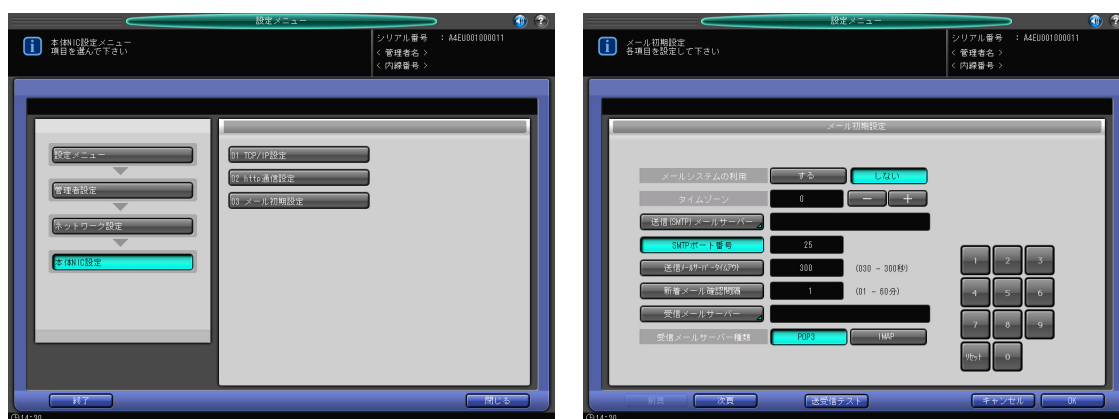 設定メニュー
本体NIC設定メニュー
項目を選んで下さい
シリアル番号 : A4EU001000011
< 管理者名 >
< 内線番号 >
設定メニュー
管理者設定
ネットワーク設定
本体NIC設定
01 TCP/IP設定
02 http通信設定
03 メール初期設定
終了
閉じる
14:30
設定メニュー
メール初期設定
各項目を設定して下さい
シリアル番号 : A4EU001000011
< 管理者名 >
< 内線番号 >
メール初期設定
メールシステムの利用 する しない
タイムゾーン 0 － ＋
送信(SMTP)メールサーバー
SMTPポート番号 25
送信ﾒｰﾙｻｰﾊﾞｰﾀｲﾑｱｳﾄ 300 (030 ~ 300秒)
新着メール確認間隔 1 (01 ~ 60分)
受信メールサーバー
受信メールサーバー種類 POP3 IMAP
1 2 3
4 5 6
7 8 9
ﾘｾｯﾄ 0
前頁 次頁 送受信テスト キャンセル OK
14:30